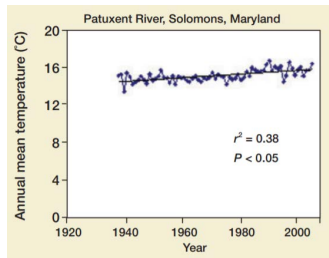 Patuxent River, Solomons, Maryland
Annual mean temperature (˚C)
20
16
12
8
4
0
r² = 0.38
P < 0.05
1920 1940 1960 1980 2000
Year